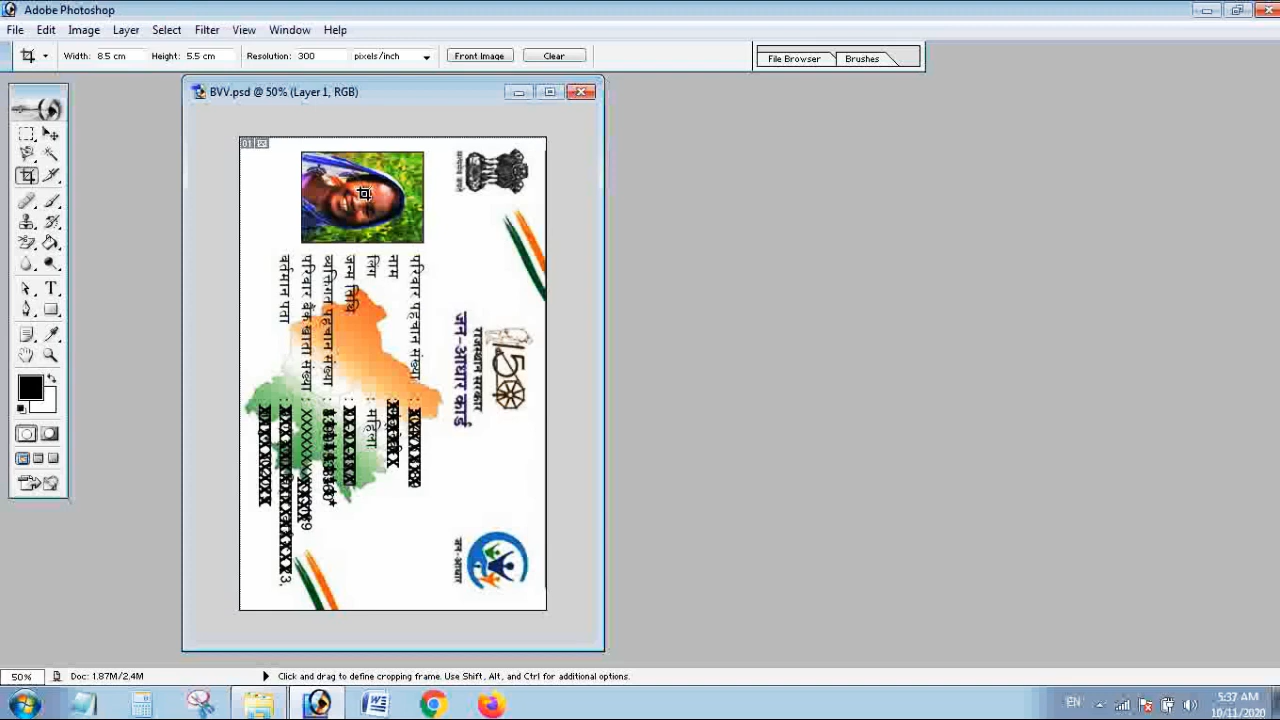 Adobe Photoshop
File Edit Image Layer Select Filter View Window Help
Width: 8.5 cm Height: 5.5 cm Resolution: 300 pixels/inch Front Image Clear File Browser Brushes
BVV.psd @ 50% (Layer 1, RGB)
01
राजस्थान सरकार
जन-आधार कार्ड
जन-आधार
परिवार पहचान संख्या :
नाम :
लिंग : महिला
जन्म तिथि :
व्यक्तिगत पहचान संख्या :
परिवार बैंक खाता संख्या :
वर्तमान पता :
50% Doc: 1.87M/2.4M Click and drag to define cropping frame. Use Shift, Alt, and Ctrl for additional options.
EN 5:37 AM
10/11/2020